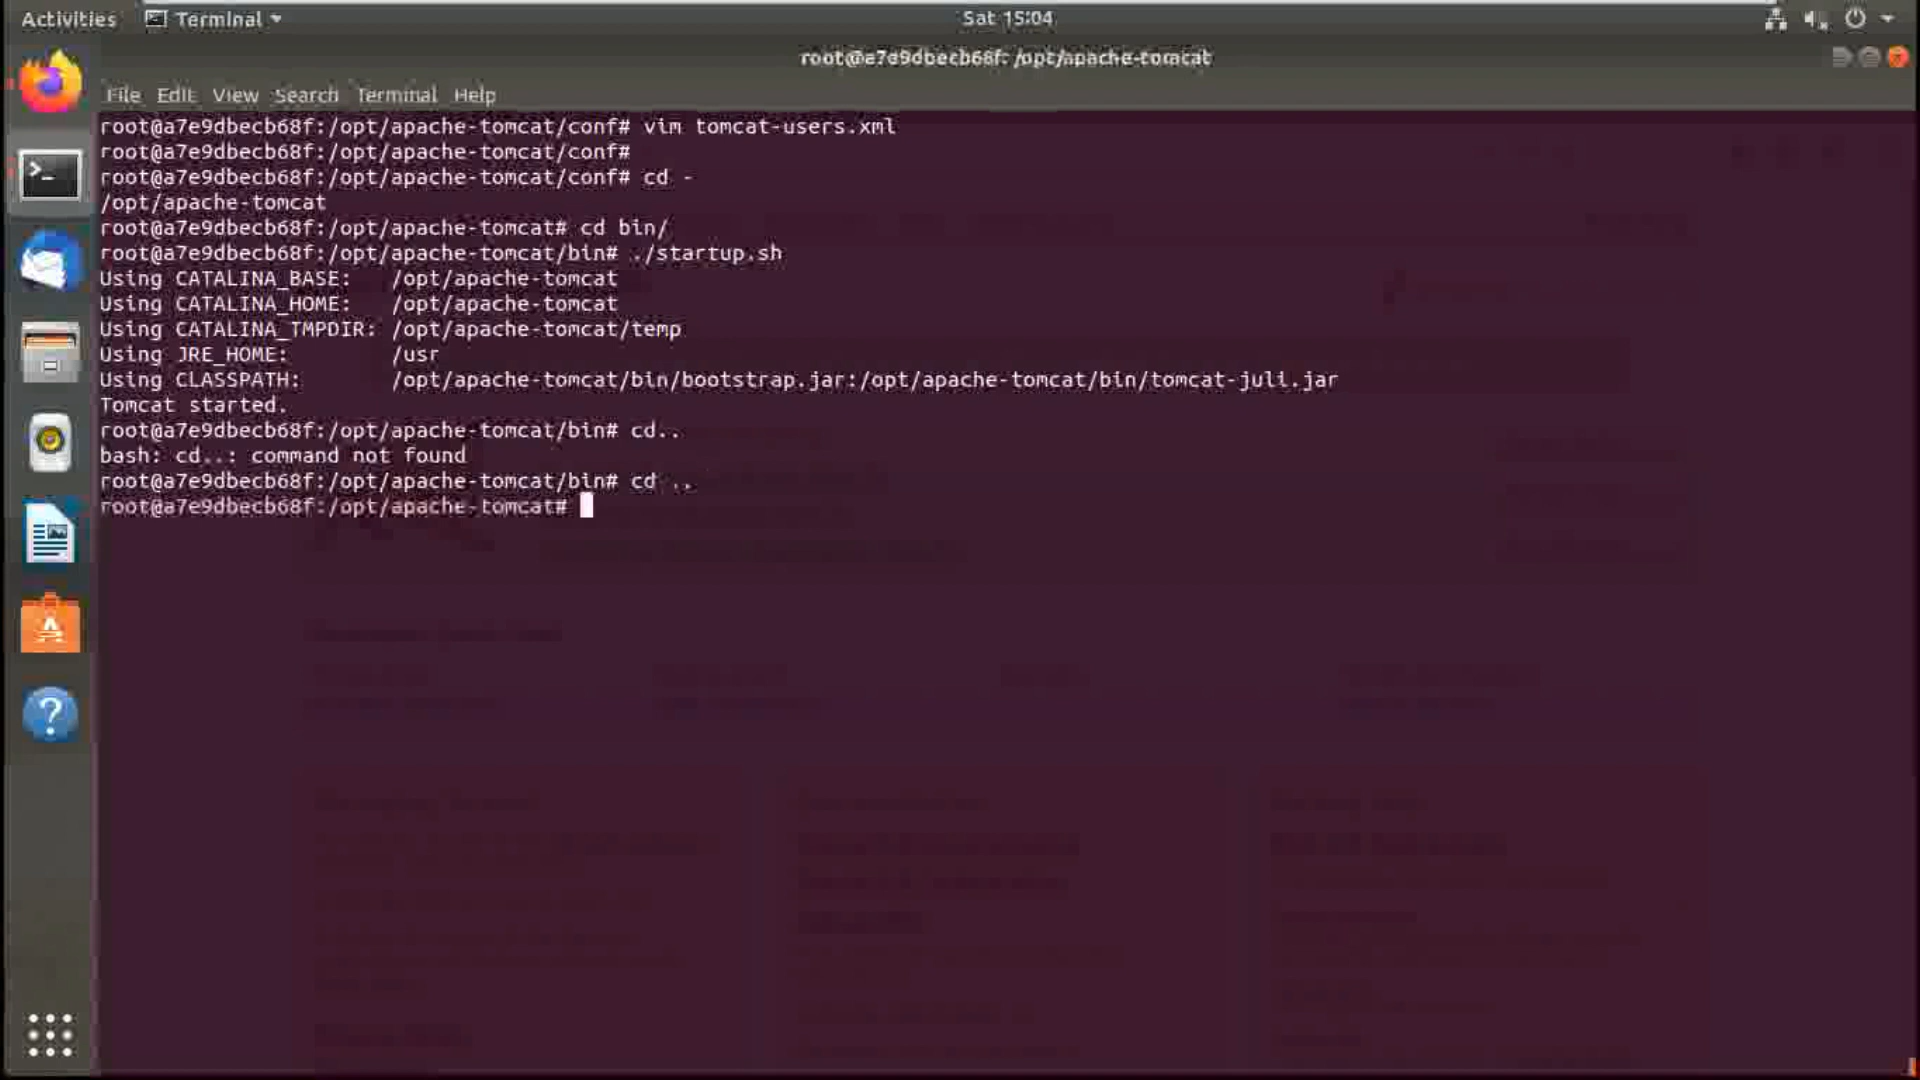 Activities Terminal Sat 15:04
root@a7e9dbecb68f: /opt/apache-tomcat
File Edit View Search Terminal Help
root@a7e9dbecb68f:/opt/apache-tomcat/conf# vim tomcat-users.xml
root@a7e9dbecb68f:/opt/apache-tomcat/conf#
root@a7e9dbecb68f:/opt/apache-tomcat/conf# cd -
/opt/apache-tomcat
root@a7e9dbecb68f:/opt/apache-tomcat# cd bin/
root@a7e9dbecb68f:/opt/apache-tomcat/bin# ./startup.sh
Using CATALINA_BASE:   /opt/apache-tomcat
Using CATALINA_HOME:   /opt/apache-tomcat
Using CATALINA_TMPDIR: /opt/apache-tomcat/temp
Using JRE_HOME:        /usr
Using CLASSPATH:       /opt/apache-tomcat/bin/bootstrap.jar:/opt/apache-tomcat/bin/tomcat-juli.jar
Tomcat started.
root@a7e9dbecb68f:/opt/apache-tomcat/bin# cd..
bash: cd..: command not found
root@a7e9dbecb68f:/opt/apache-tomcat/bin# cd ..
root@a7e9dbecb68f:/opt/apache-tomcat#